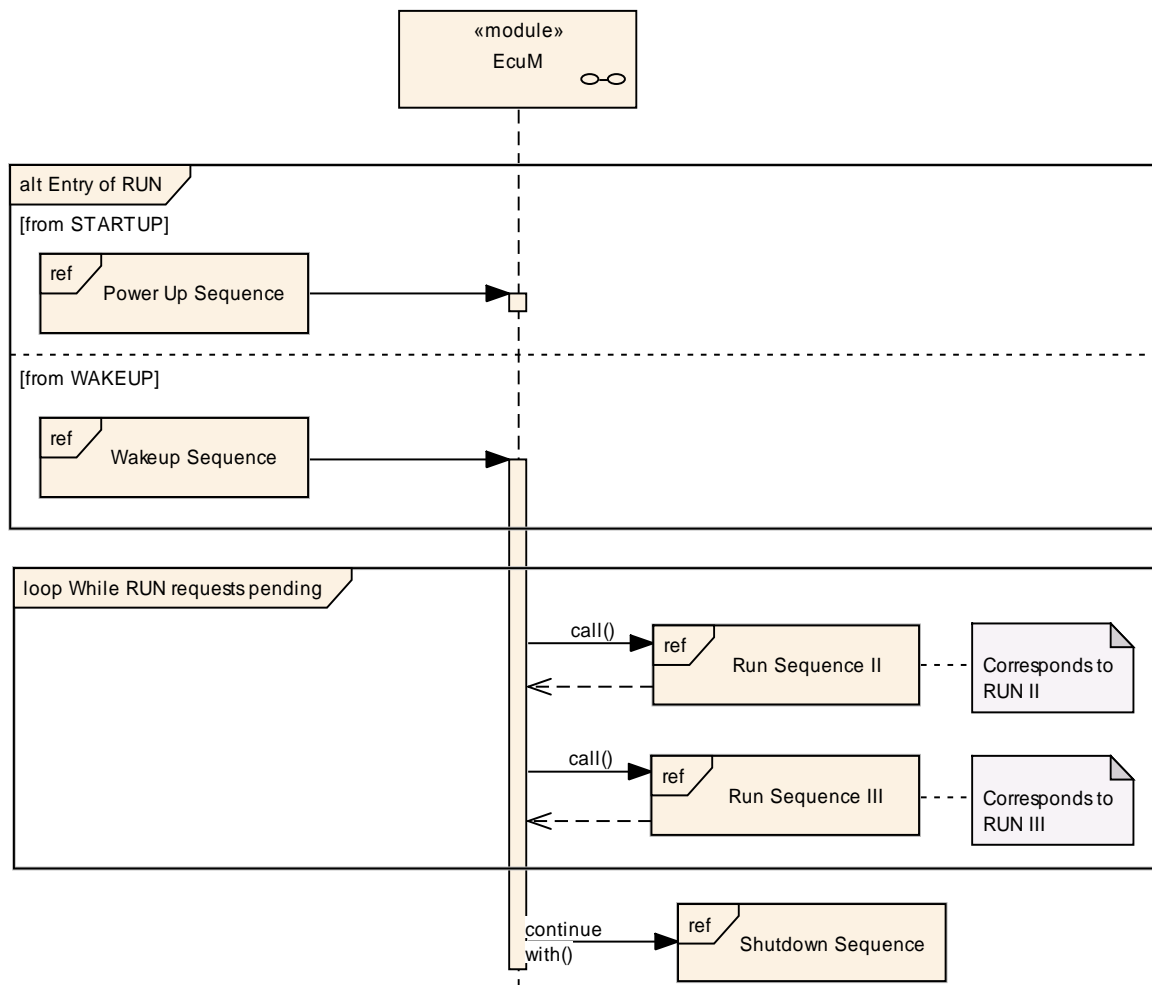 «module»
EcuM
alt Entry of RUN
[from STARTUP]
ref
Power Up Sequence
[from WAKEUP]
ref
Wakeup Sequence
loop While RUN requests pending
call()
ref
Run Sequence II
Corresponds to
RUN II
call()
ref
Run Sequence III
Corresponds to
RUN III
continue
with()
ref
Shutdown Sequence